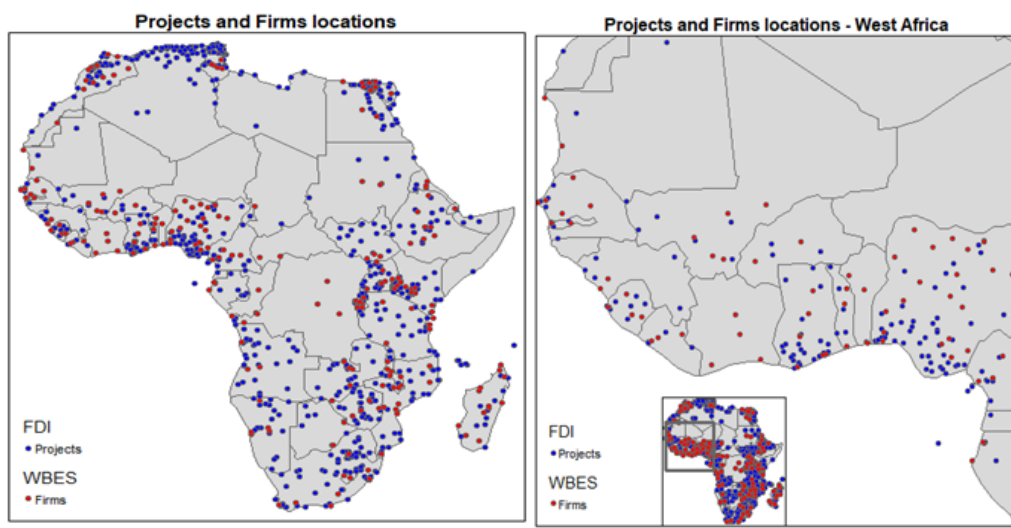 Projects and Firms locations
FDI
Projects
WBES
Firms
Projects and Firms locations - West Africa
FDI
Projects
WBES
Firms